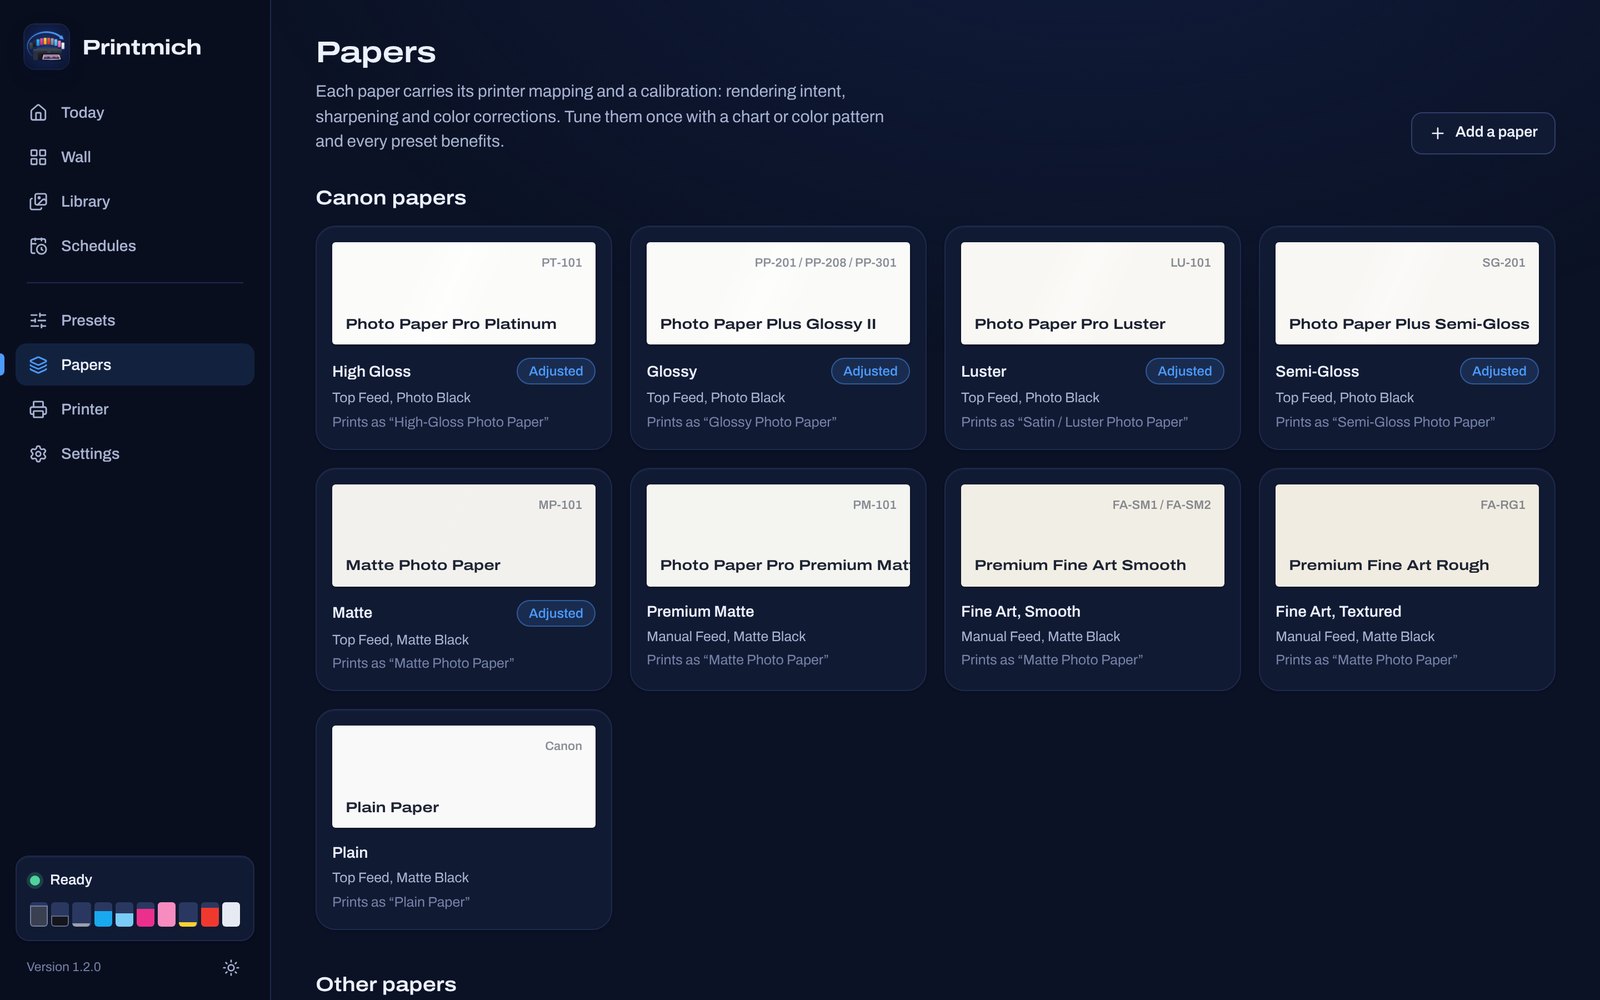 Printmich
Today
Wall
Library
Schedules
Presets
Papers
Printer
Settings
Ready
Version 1.2.0
Papers
Each paper carries its printer mapping and a calibration: rendering intent,
sharpening and color corrections. Tune them once with a chart or color pattern
and every preset benefits.
Add a paper
Canon papers
PT-101
Photo Paper Pro Platinum
High Gloss
Adjusted
Top Feed, Photo Black
Prints as “High-Gloss Photo Paper”
PP-201 / PP-208 / PP-301
Photo Paper Plus Glossy II
Glossy
Adjusted
Top Feed, Photo Black
Prints as “Glossy Photo Paper”
LU-101
Photo Paper Pro Luster
Luster
Adjusted
Top Feed, Photo Black
Prints as “Satin / Luster Photo Paper”
SG-201
Photo Paper Plus Semi-Gloss
Semi-Gloss
Adjusted
Top Feed, Photo Black
Prints as “Semi-Gloss Photo Paper”
MP-101
Matte Photo Paper
Matte
Adjusted
Top Feed, Matte Black
Prints as “Matte Photo Paper”
PM-101
Photo Paper Pro Premium Mat
Premium Matte
Manual Feed, Matte Black
Prints as “Matte Photo Paper”
FA-SM1 / FA-SM2
Premium Fine Art Smooth
Fine Art, Smooth
Manual Feed, Matte Black
Prints as “Matte Photo Paper”
FA-RG1
Premium Fine Art Rough
Fine Art, Textured
Manual Feed, Matte Black
Prints as “Matte Photo Paper”
Canon
Plain Paper
Plain
Top Feed, Matte Black
Prints as “Plain Paper”
Other papers